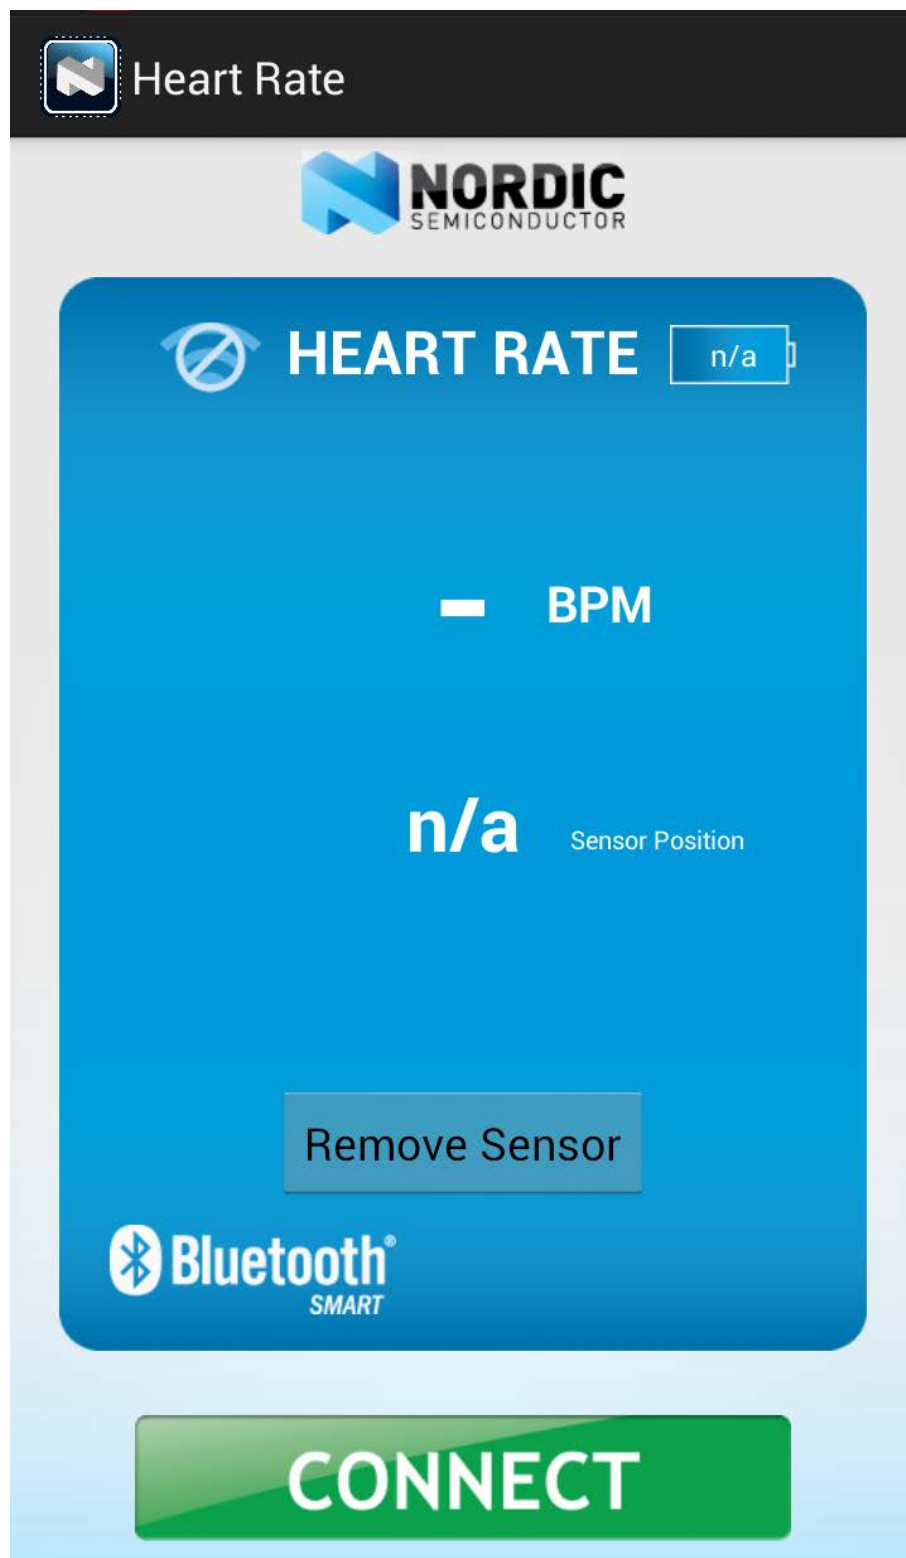 Heart Rate
NORDIC
SEMICONDUCTOR
HEART RATE n/a
- BPM
n/a Sensor Position
Remove Sensor
Bluetooth®
SMART
CONNECT